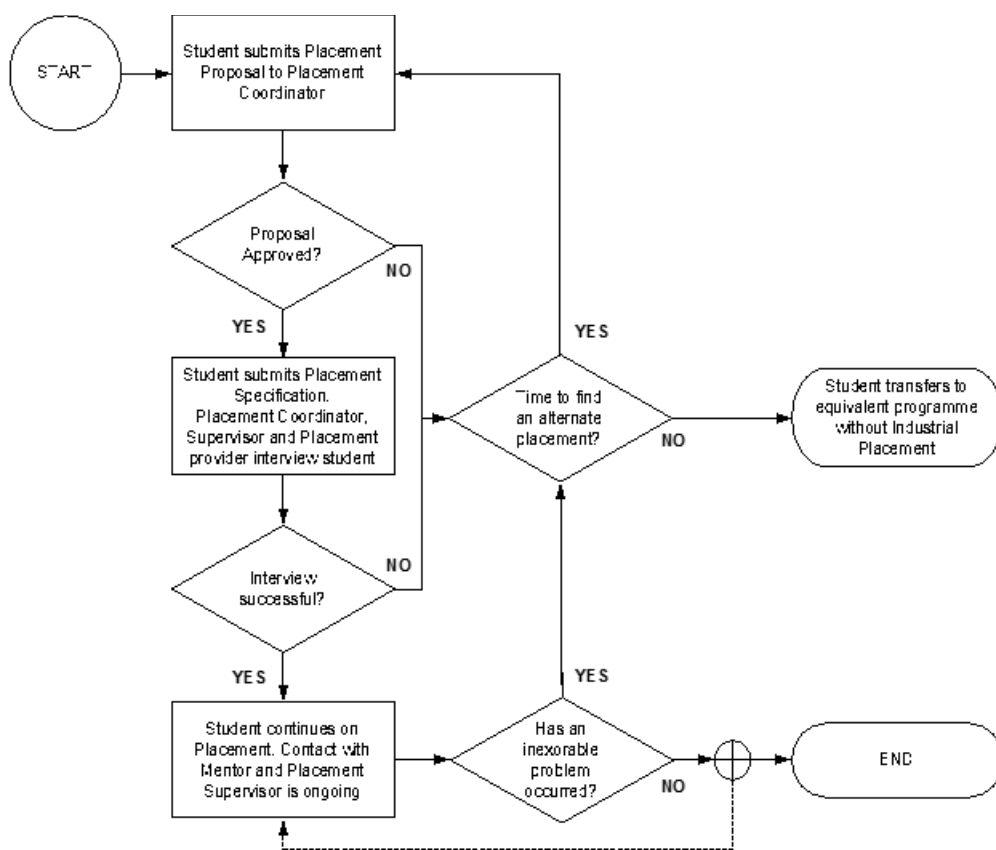 START
Student submits Placement
Proposal to Placement
Coordinator
Proposal
Approved?
NO
YES
Student submits Placement
Specification.
Placement Coordinator,
Supervisor and Placement
provider interview student
YES
Time to find
an alternate
placement?
NO
Student transfers to
equivalent programme
without Industrial
Placement
Interview
successful?
NO
YES
YES
Student continues on
Placement. Contact with
Mentor and Placement
Supervisor is ongoing
Has an
inexorable
problem
occurred?
NO
END